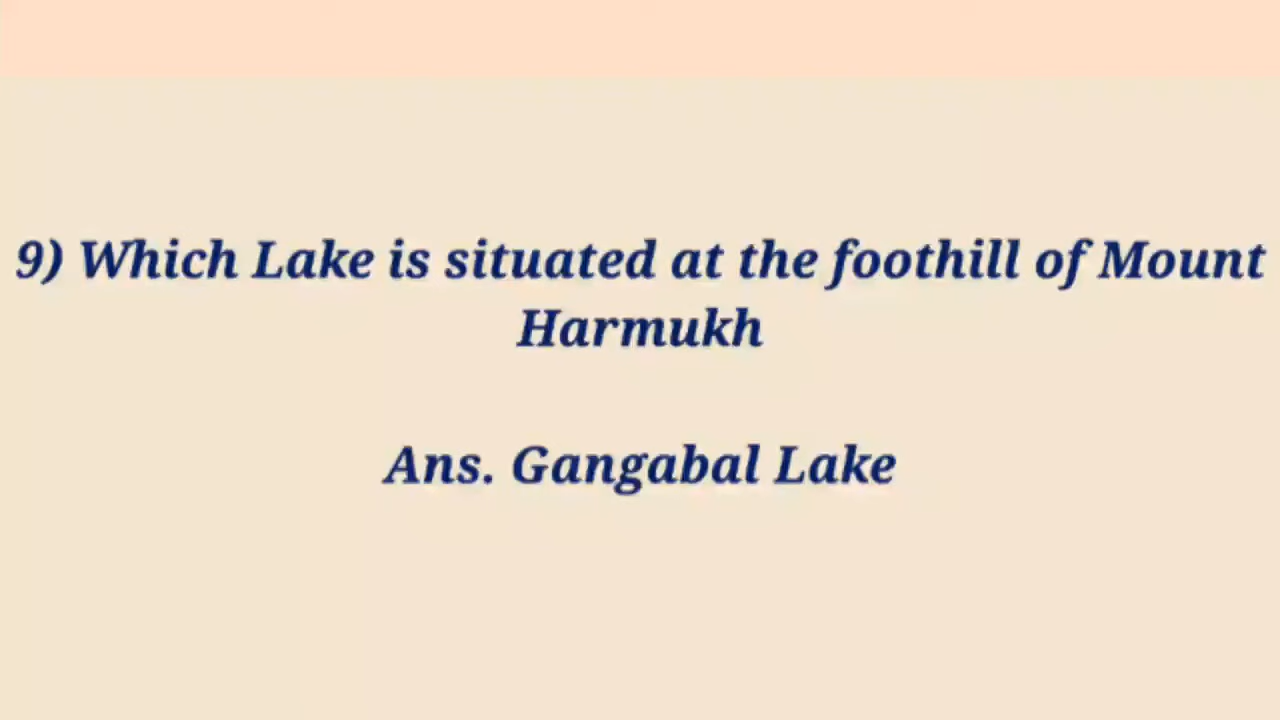 9) Which Lake is situated at the foothill of Mount
Harmukh
Ans. Gangabal Lake